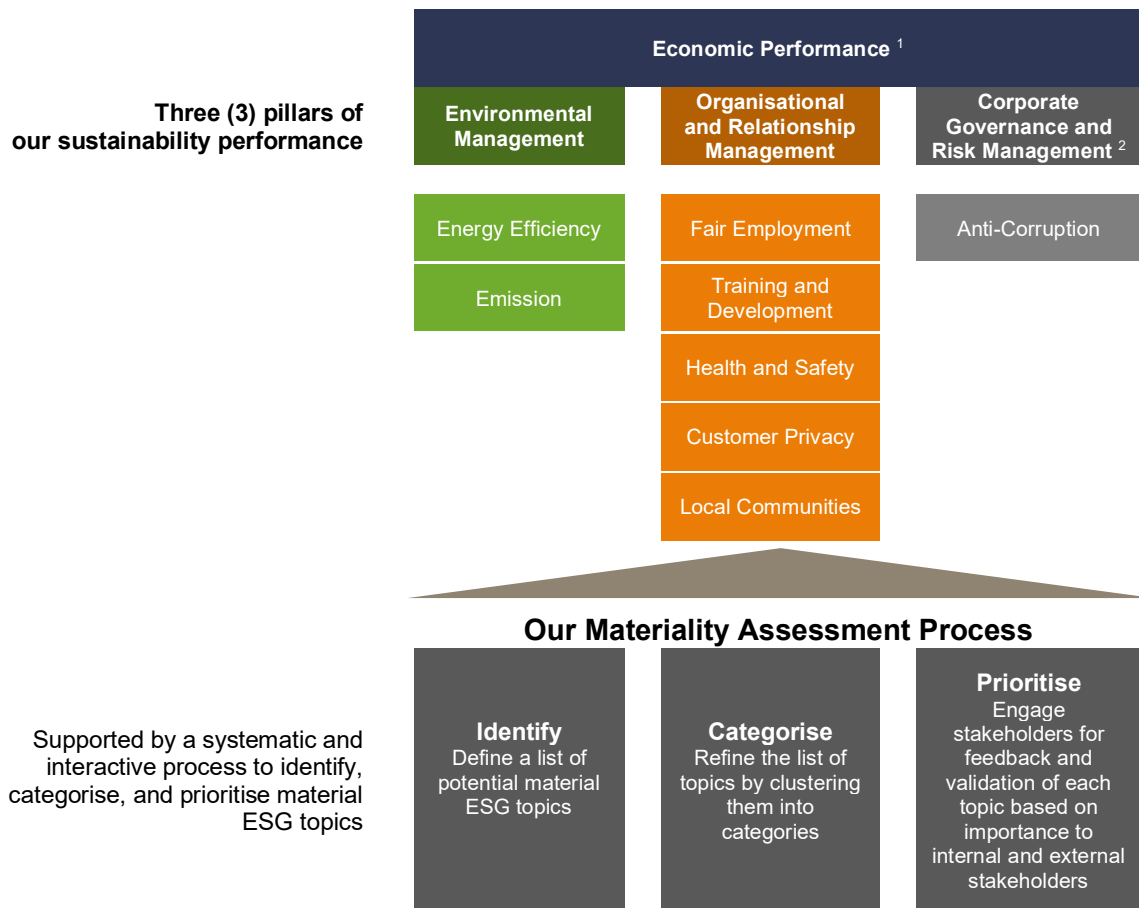 Economic Performance 1
Three (3) pillars of
our sustainability performance
Environmental
Management
Organisational
and Relationship
Management
Corporate
Governance and
Risk Management 2
Energy Efficiency
Emission
Fair Employment
Training and
Development
Health and Safety
Customer Privacy
Local Communities
Anti-Corruption
Our Materiality Assessment Process
Supported by a systematic and
interactive process to identify,
categorise, and prioritise material
ESG topics
Identify
Define a list of
potential material
ESG topics
Categorise
Refine the list of
topics by clustering
them into
categories
Prioritise
Engage
stakeholders for
feedback and
validation of each
topic based on
importance to
internal and external
stakeholders